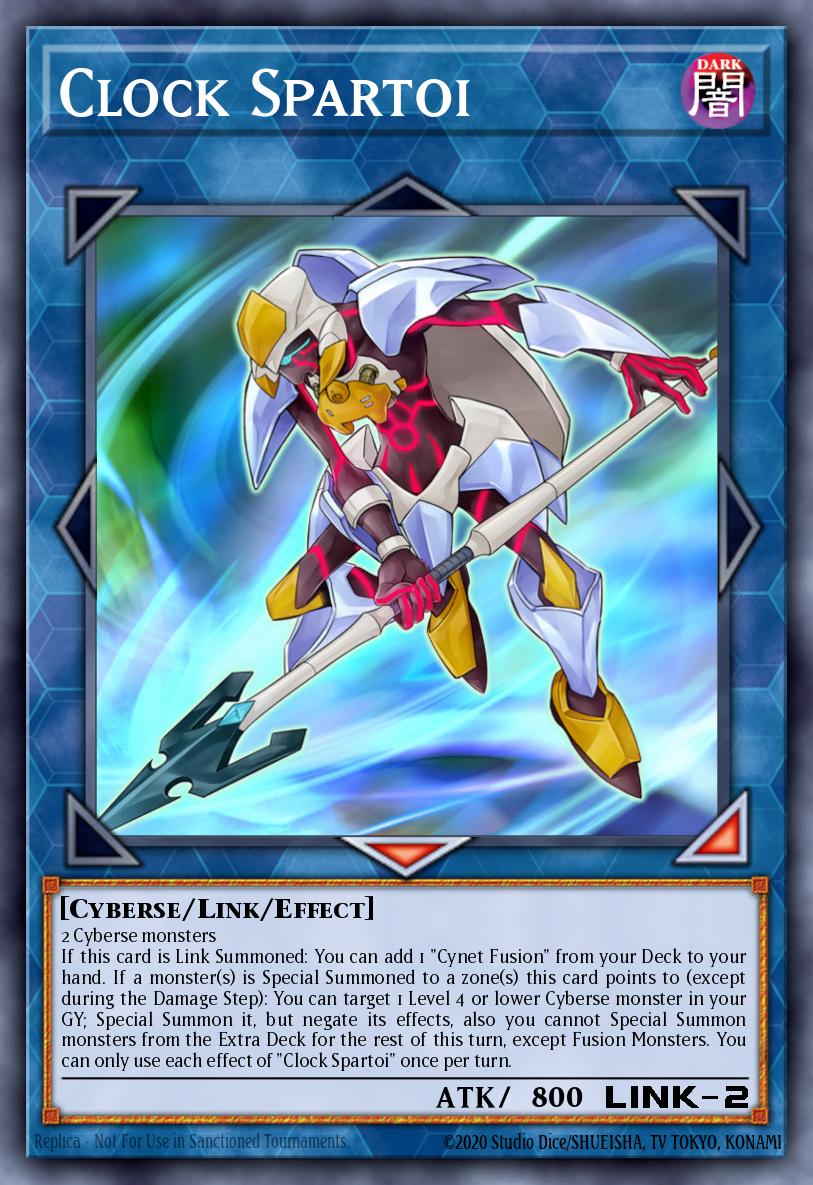 Clock Spartoi
DARK
闇
[Cyberse/Link/Effect]
2 Cyberse monsters
If this card is Link Summoned: You can add 1 "Cynet Fusion" from your Deck to your
hand. If a monster(s) is Special Summoned to a zone(s) this card points to (except
during the Damage Step): You can target 1 Level 4 or lower Cyberse monster in your
GY; Special Summon it, but negate its effects, also you cannot Special Summon
monsters from the Extra Deck for the rest of this turn, except Fusion Monsters. You
can only use each effect of "Clock Spartoi" once per turn.
ATK/ 800 LINK-2
Replica - Not For Use in Sanctioned Tournaments. ©2020 Studio Dice/SHUEISHA, TV TOKYO, KONAMI